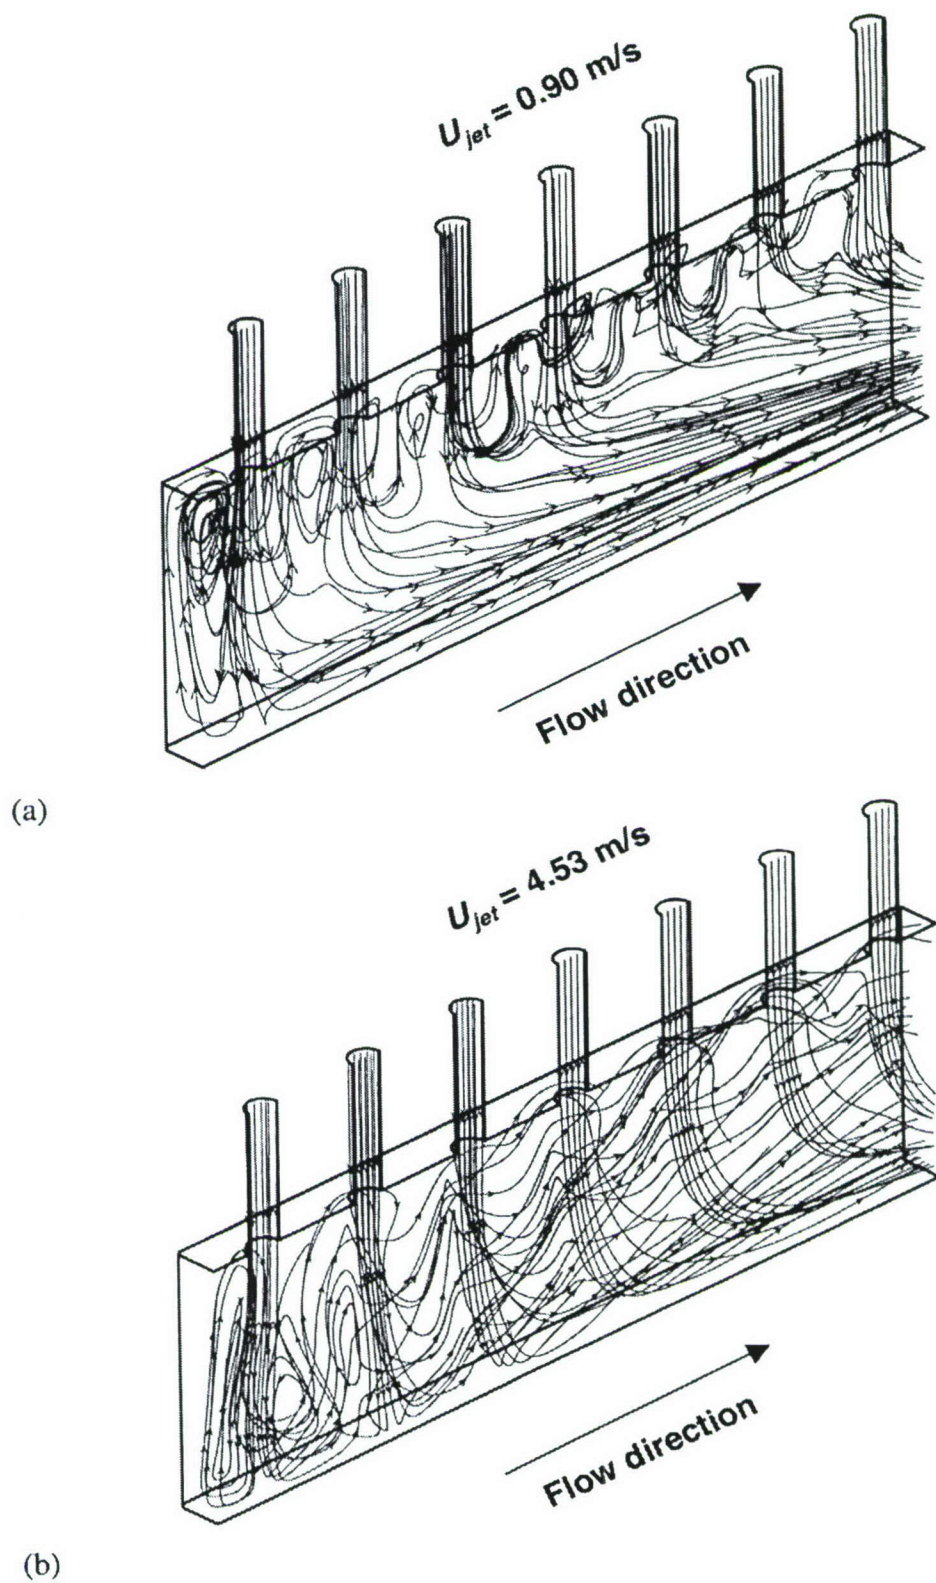 U_jet = 0.90 m/s
Flow direction
(a)
U_jet = 4.53 m/s
Flow direction
(b)